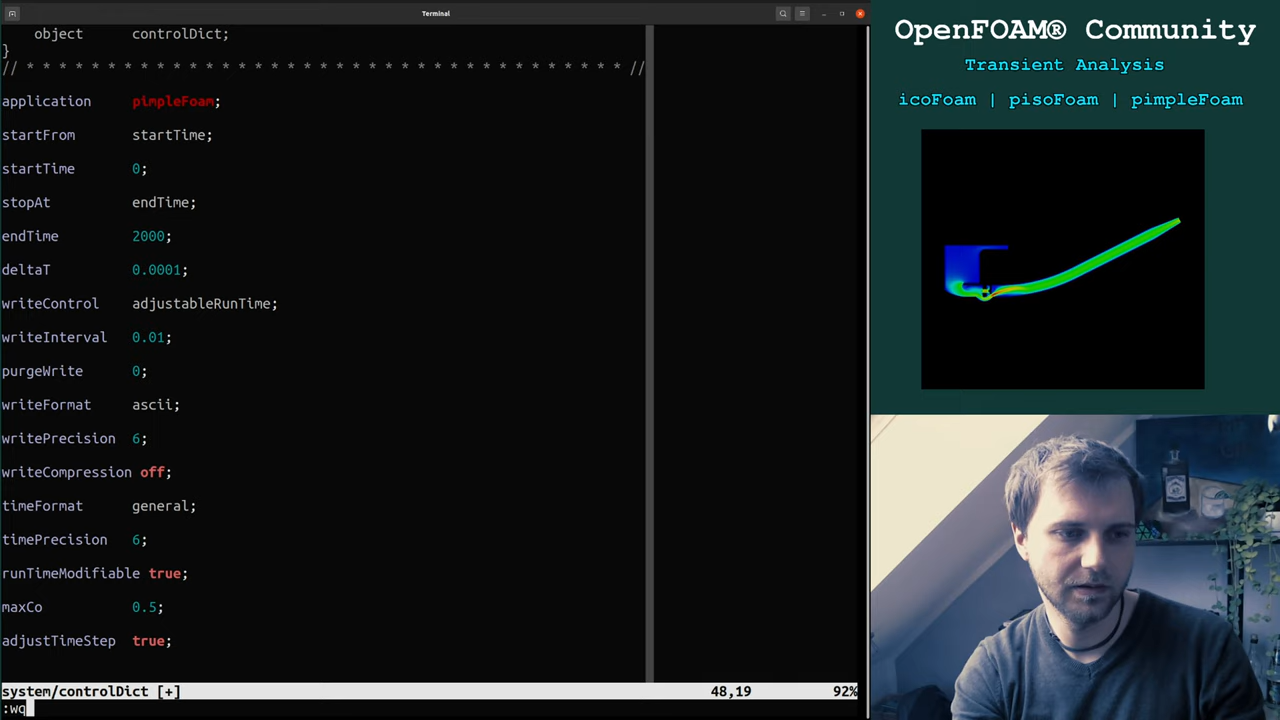 Terminal
object controlDict;
}
// * * * * * * * * * * * * * * * * * * * * * * * * * * * * * * * * * * * * * //
application pimpleFoam;
startFrom startTime;
startTime 0;
stopAt endTime;
endTime 2000;
deltaT 0.0001;
writeControl adjustableRunTime;
writeInterval 0.01;
purgeWrite 0;
writeFormat ascii;
writePrecision 6;
writeCompression off;
timeFormat general;
timePrecision 6;
runTimeModifiable true;
maxCo 0.5;
adjustTimeStep true;
system/controlDict [+] 48,19 92%
:wq
OpenFOAM® Community
Transient Analysis
icoFoam | pisoFoam | pimpleFoam